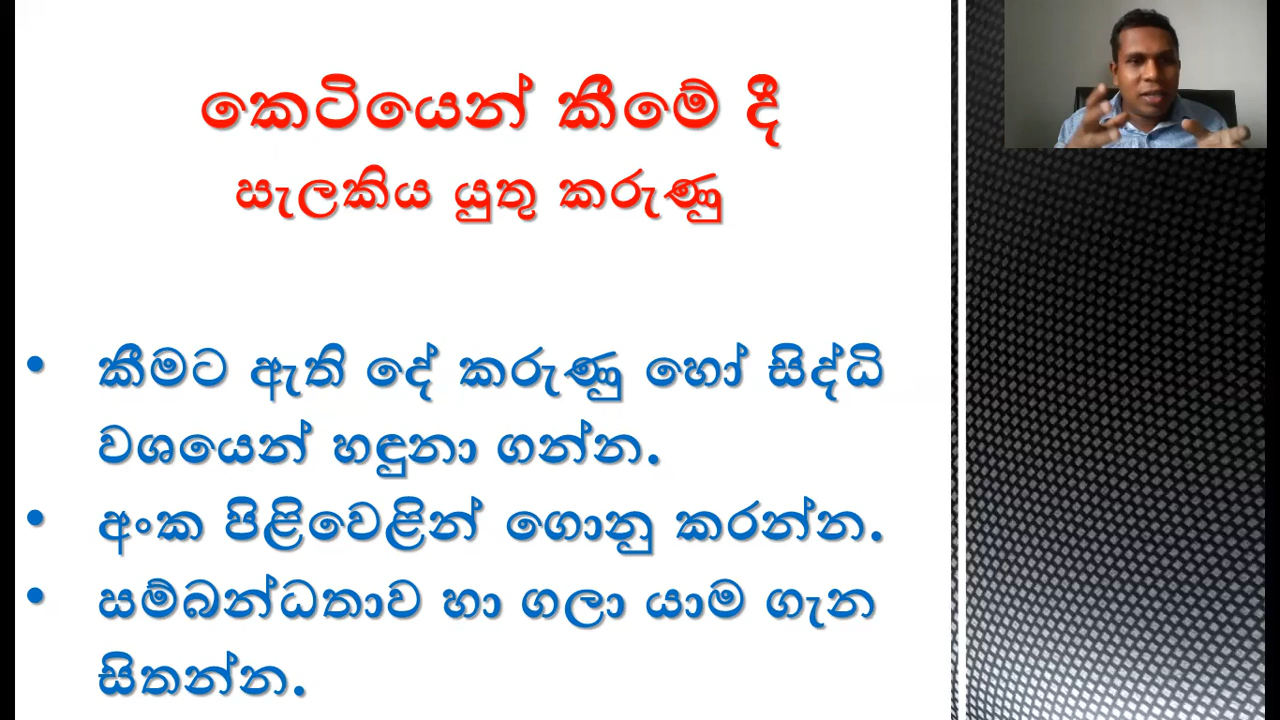 කෙටියෙන් කීමේ දී
සැලකිය යුතු කරුණු
• කීමට ඇති දේ කරුණු හෝ සිද්ධි
වශයෙන් හඳුනා ගන්න.
• අංක පිළිවෙළින් ගොනු කරන්න.
• සම්බන්ධතාව හා ගලා යාම ගැන
සිතන්න.